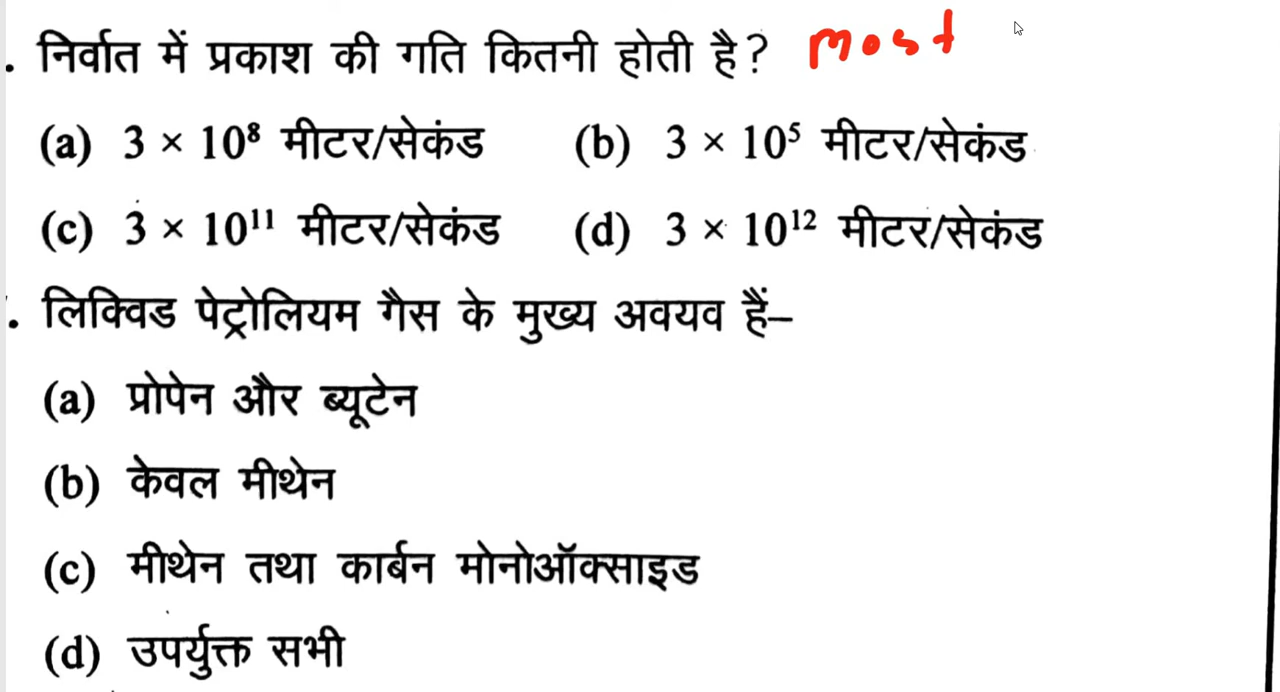 . निर्वात में प्रकाश की गति कितनी होती है? most
(a) 3 × 10⁸ मीटर/सेकंड (b) 3 × 10⁵ मीटर/सेकंड
(c) 3 × 10¹¹ मीटर/सेकंड (d) 3 × 10¹² मीटर/सेकंड
. लिक्विड पेट्रोलियम गैस के मुख्य अवयव हैं–
(a) प्रोपेन और ब्यूटेन
(b) केवल मीथेन
(c) मीथेन तथा कार्बन मोनोऑक्साइड
(d) उपर्युक्त सभी